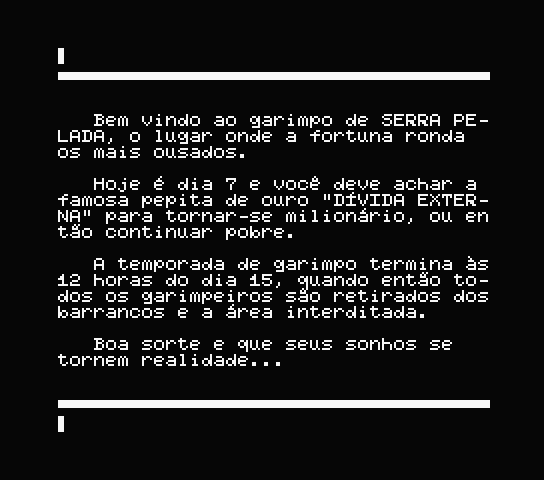 Bem vindo ao garimpo de SERRA PE-
LADA, o lugar onde a fortuna ronda
os mais ousados.
Hoje é dia 7 e você deve achar a
famosa pepita de ouro "DÍVIDA EXTER-
NA" para tornar-se milionário, ou en
tão continuar pobre.
A temporada de garimpo termina às
12 horas do dia 15, quando então to-
dos os garimpeiros são retirados dos
barrancos e a área interditada.
Boa sorte e que seus sonhos se
tornem realidade...